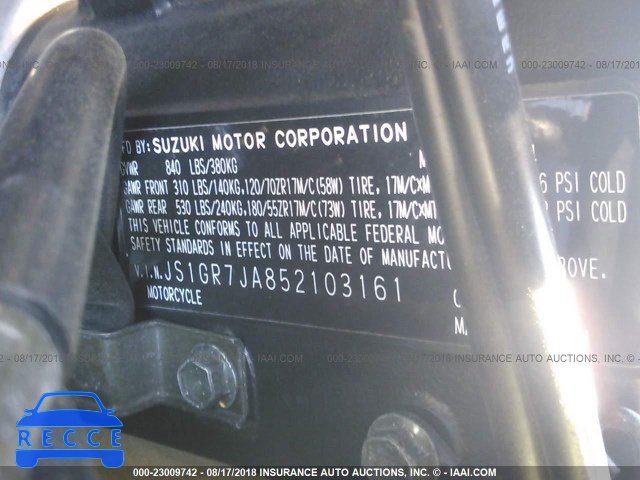 000-23009742 - 08/17/2018 INSURANCE AUTO AUCTIONS, INC. - © - IAAI.COM
000-23009742 - 08/17/2018
INSURANCE AUTO AUCTIONS, INC. - © - IAAI.COM
MFD BY: SUZUKI MOTOR CORPORATION
GVWR 840 LBS/380KG M
GAWR FRONT 310 LBS/140KG, 120/70ZR17M/C(58W) TIRE, 17M/CXM
6 PSI COLD
GAWR REAR 530 LBS/240KG, 180/55ZR17M/C(73W) TIRE, 17M/CXMT
PSI COLD
THIS VEHICLE CONFORMS TO ALL APPLICABLE FEDERAL MO
SAFETY STANDARDS IN EFFECT ON THE DATE OF MANUFACTU
BOVE.
V.I.N. JS1GR7JA852103161
MOTORCYCLE
RECCE
000-23009742 - 08/17/2018 INSURANCE AUTO AUCTIONS, INC. - © - IAAI.COM